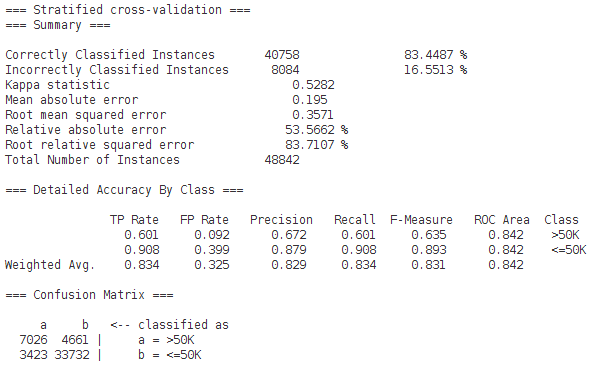 === Stratified cross-validation ===
=== Summary ===
Correctly Classified Instances 40758 83.4487 %
Incorrectly Classified Instances 8084 16.5513 %
Kappa statistic 0.5282
Mean absolute error 0.195
Root mean squared error 0.3571
Relative absolute error 53.5662 %
Root relative squared error 83.7107 %
Total Number of Instances 48842
=== Detailed Accuracy By Class ===
TP Rate FP Rate Precision Recall F-Measure ROC Area Class
0.601 0.092 0.672 0.601 0.635 0.842 >50K
0.908 0.399 0.879 0.908 0.893 0.842 <=50K
Weighted Avg. 0.834 0.325 0.829 0.834 0.831 0.842
=== Confusion Matrix ===
a b <-- classified as
7026 4661 | a = >50K
3423 33732 | b = <=50K